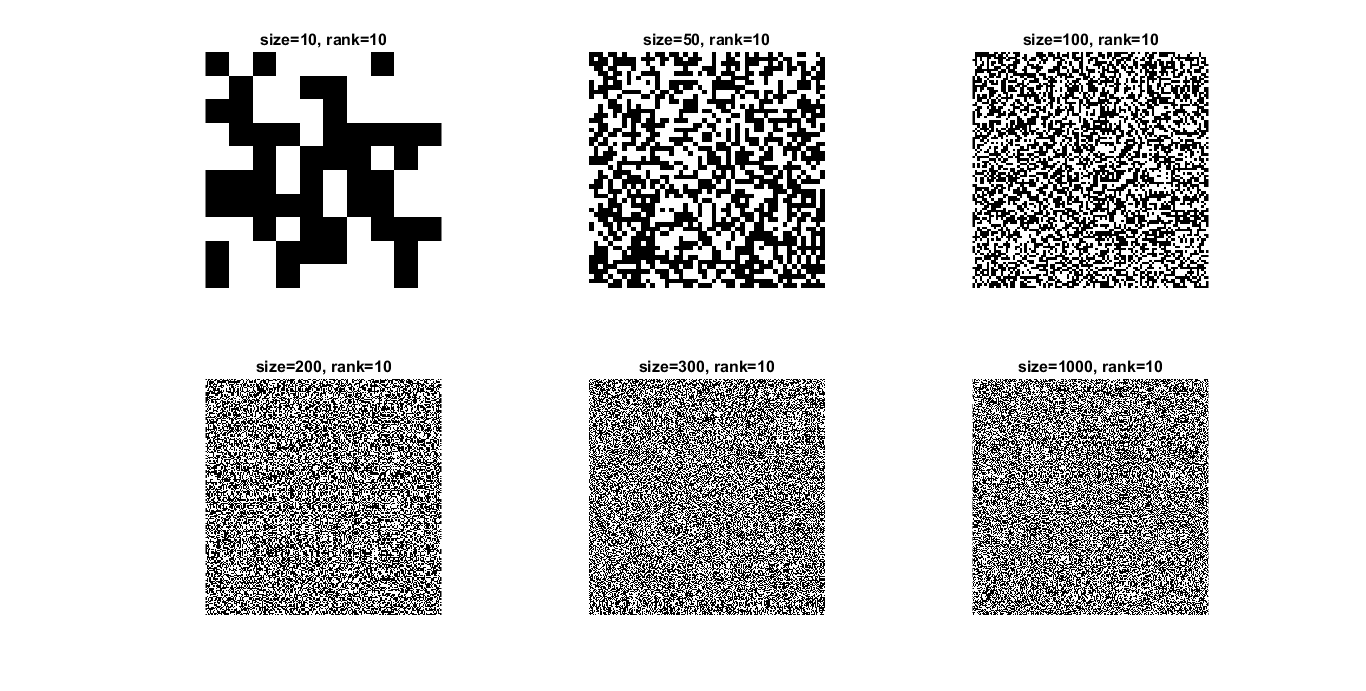 size=10, rank=10
size=50, rank=10
size=100, rank=10
size=200, rank=10
size=300, rank=10
size=1000, rank=10